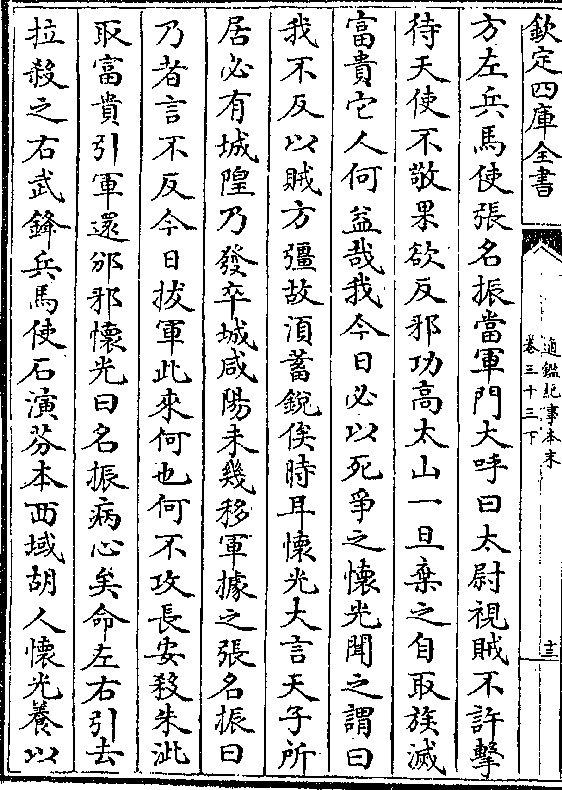 欽定四庫全書
通鑑紀事本末
卷三十三下
言
方左兵馬使張名振當軍門大呼曰太尉視賊不許擊
待天使不敬果欲反邪功高太山一旦棄之自取族滅
富貴它人何益哉我今日必以死爭之懷光聞之謂曰
我不反以賊方彊故湏蓄銳俟時耳懷光大言天子所
居必有城隍乃發卒城咸陽未幾移軍據之張名振曰
乃者言不反今日拔軍此來何也何不攻長安殺朱泚
取富貴引軍還邠邪懷光曰名振病心矣命左右引去
拉殺之右武鋒兵馬使石演芬本西域胡人懷光養以